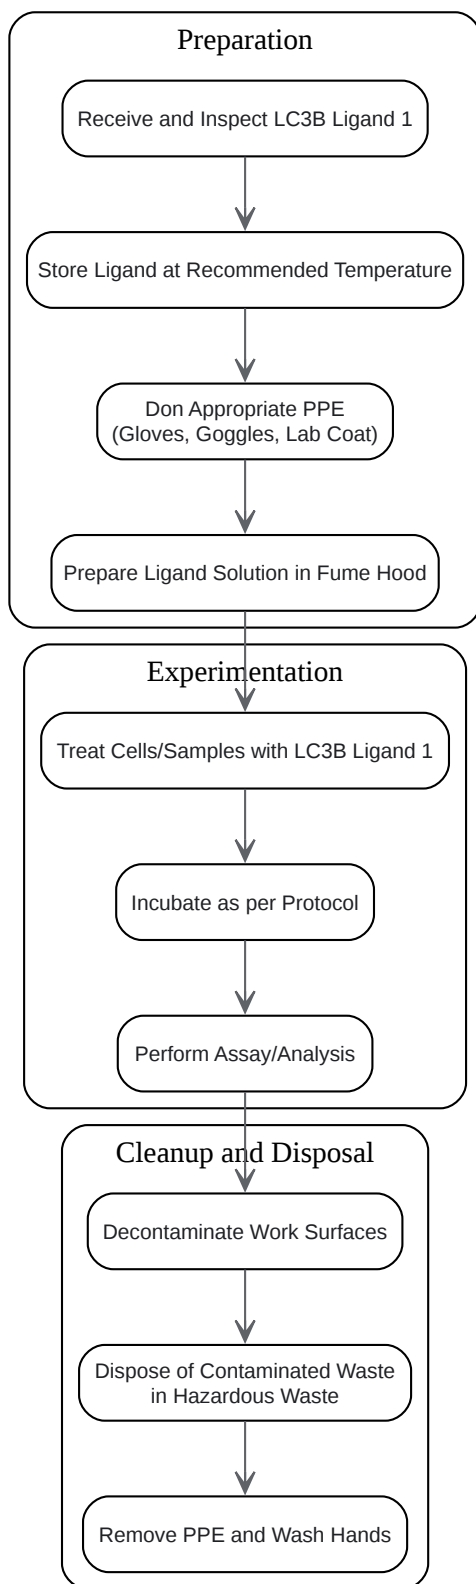 Preparation
Receive and Inspect LC3B Ligand 1
Store Ligand at Recommended Temperature
Don Appropriate PPE
(Gloves, Goggles, Lab Coat)
Prepare Ligand Solution in Fume Hood
Experimentation
Treat Cells/Samples with LC3B Ligand 1
Incubate as per Protocol
Perform Assay/Analysis
Cleanup and Disposal
Decontaminate Work Surfaces
Dispose of Contaminated Waste
in Hazardous Waste
Remove PPE and Wash Hands